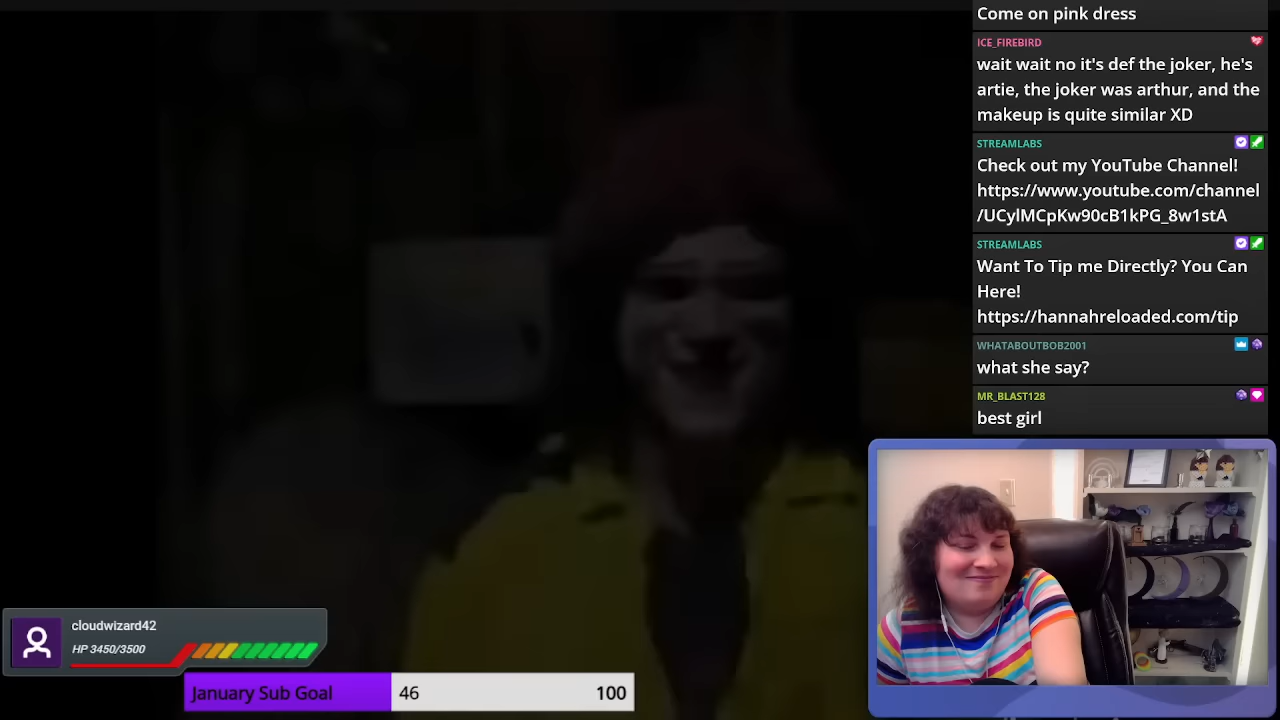 Come on pink dress
ICE_FIREBIRD
wait wait no it's def the joker, he's
artie, the joker was arthur, and the
makeup is quite similar XD
STREAMLABS
Check out my YouTube Channel!
https://www.youtube.com/channel
/UCylMCpKw90cB1kPG_8w1stA
STREAMLABS
Want To Tip me Directly? You Can
Here!
https://hannahreloaded.com/tip
WHATABOUTBOB2001
what she say?
MR_BLAST128
best girl
cloudwizard42
HP 3450/3500
January Sub Goal 46 100